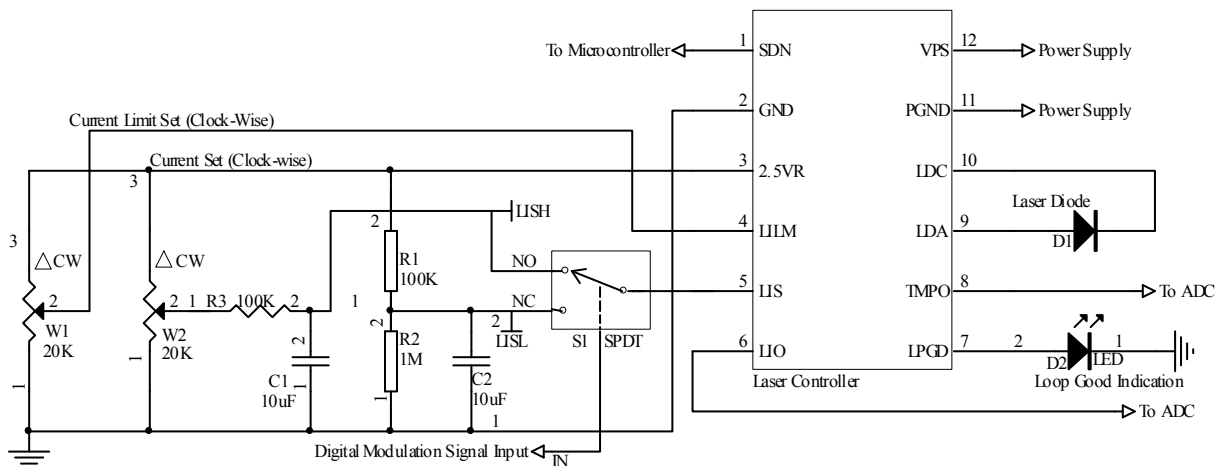 To Microcontroller
1 SDN
VPS 12
Power Supply
2 GND
PGND 11
Power Supply
Current Limit Set (Clock-Wise)
Current Set (Clock-wise)
3
3 2.5VR
LDC 10
Laser Diode
2
LISH
4 LILM
LDA 9
D1
3
CW
CW
R1
100K
NO
2
W1
20K
2
W2
20K
1 R3 100K 2
1
NC
5 LIS
TMPO 8
To ADC
2
LISL
S1 SPDT
2
R2
1M
2
C1
10uF
1
1
C2
10uF
6 LIO
LPGD 7
2
D2
LED
1
Laser Controller
Loop Good Indication
1
1
1
To ADC
Digital Modulation Signal Input
IN